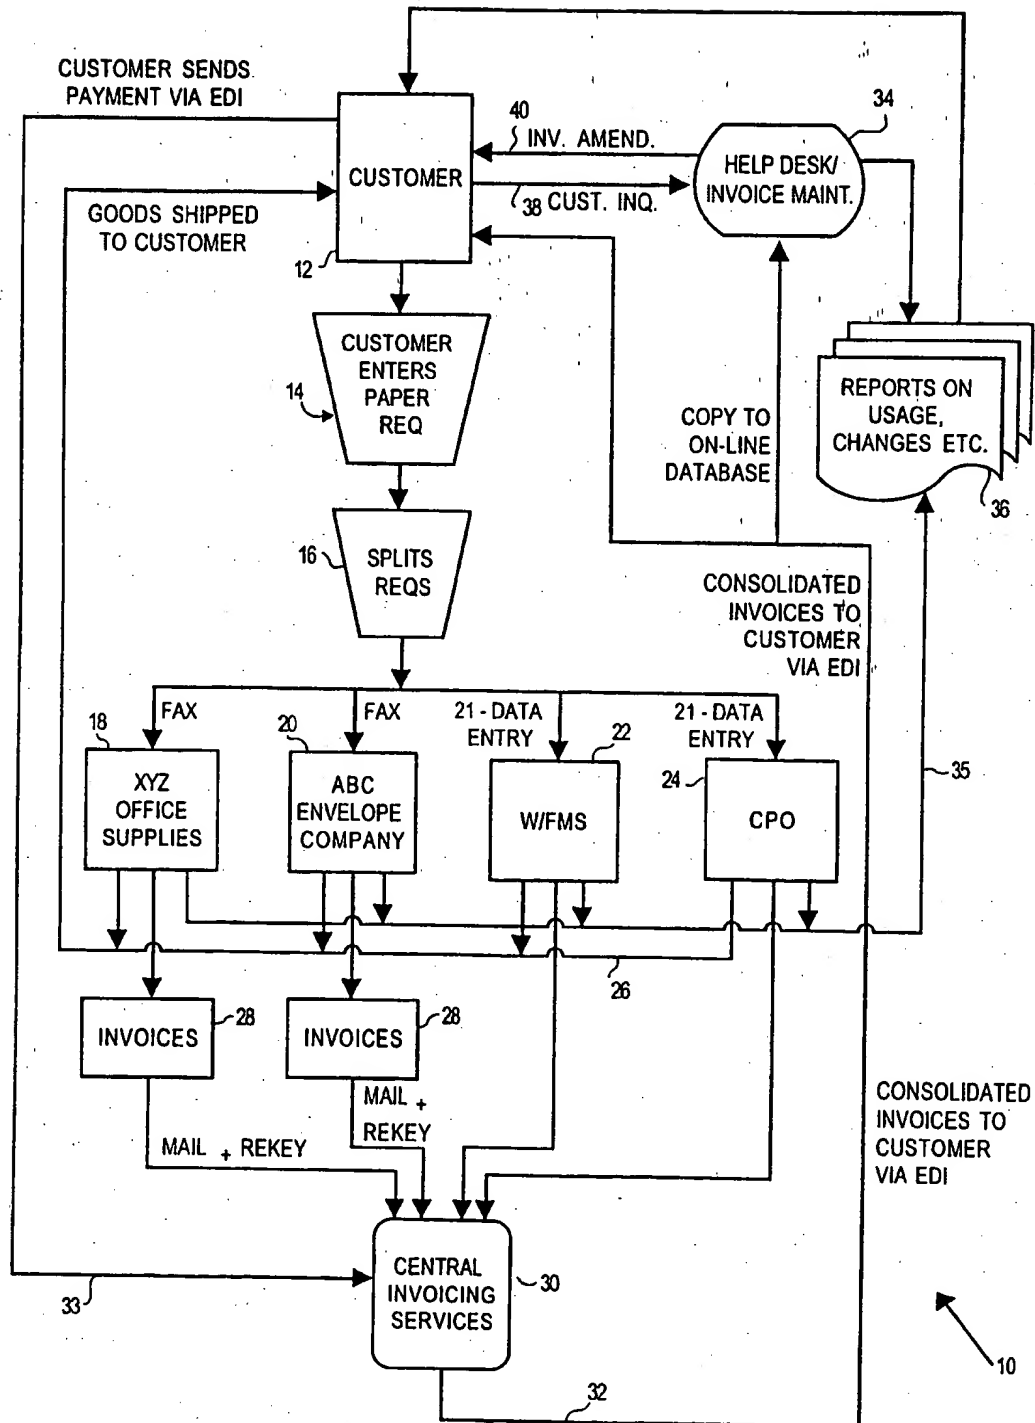 CUSTOMER SENDS
PAYMENT VIA EDI
40
INV. AMEND.
34
CUSTOMER
HELP DESK/
INVOICE MAINT.
38 CUST. INQ.
GOODS SHIPPED
TO CUSTOMER
12
CUSTOMER
ENTERS
PAPER
REQ
14
COPY TO
ON-LINE
DATABASE
REPORTS ON
USAGE,
CHANGES ETC.
36
16
SPLITS
REQS
CONSOLIDATED
INVOICES TO
CUSTOMER
VIA EDI
FAX
FAX
21 - DATA
ENTRY
21 - DATA
ENTRY
18
XYZ
OFFICE
SUPPLIES
20
ABC
ENVELOPE
COMPANY
22
W/FMS
24
CPO
35
26
INVOICES
28
INVOICES
28
MAIL + REKEY
MAIL +
REKEY
CONSOLIDATED
INVOICES TO
CUSTOMER
VIA EDI
CENTRAL
INVOICING
SERVICES
30
33
10
32